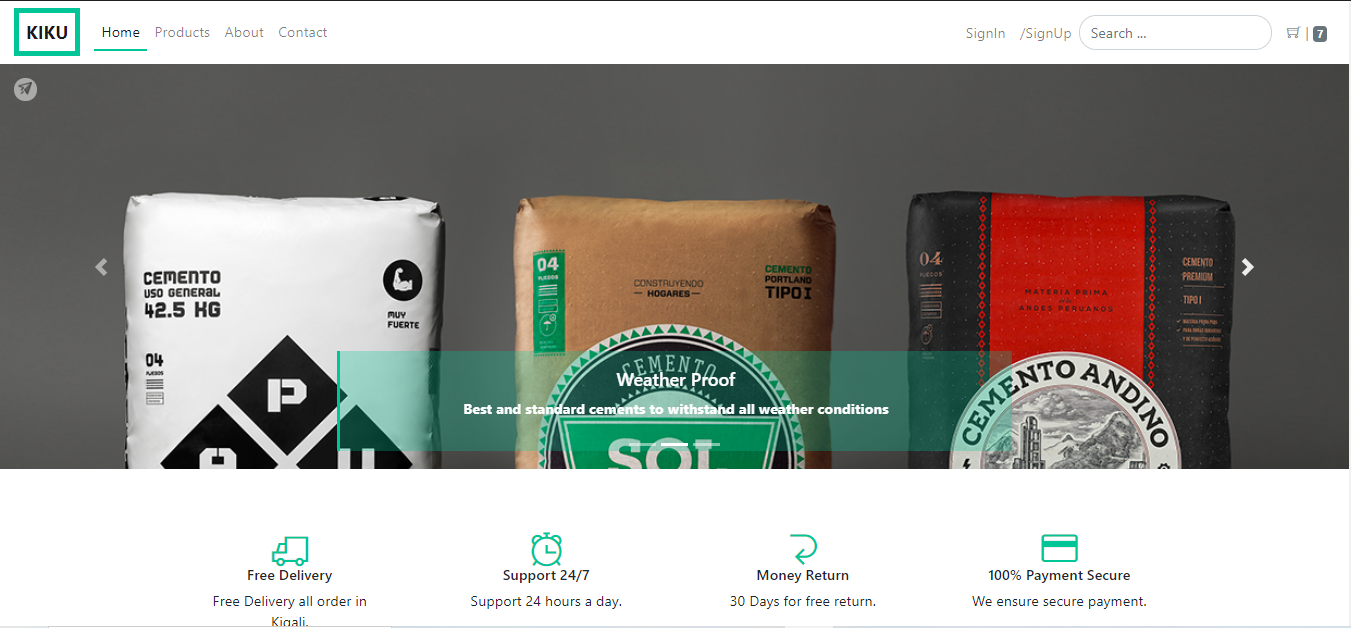 KIKU
Home Products About Contact
SignIn /SignUp Search ... | 7
CEMENTO
USO GENERAL
42.5 KG
MUY
FUERTE
04
PLIEGOS
P
U
04
PLIEGOS
CONSTRUYENDO
— HOGARES —
CEMENTO
PORTLAND
TIPO I
CEMENTO
SOL
04
PLIEGOS
MATERIA PRIMA
ANDES PERUANOS
CEMENTO
PREMIUM
TIPO I
CEMENTO ANDINO
Weather Proof
Best and standard cements to withstand all weather conditions
Free Delivery
Free Delivery all order in
Kigali.
Support 24/7
Support 24 hours a day.
Money Return
30 Days for free return.
100% Payment Secure
We ensure secure payment.